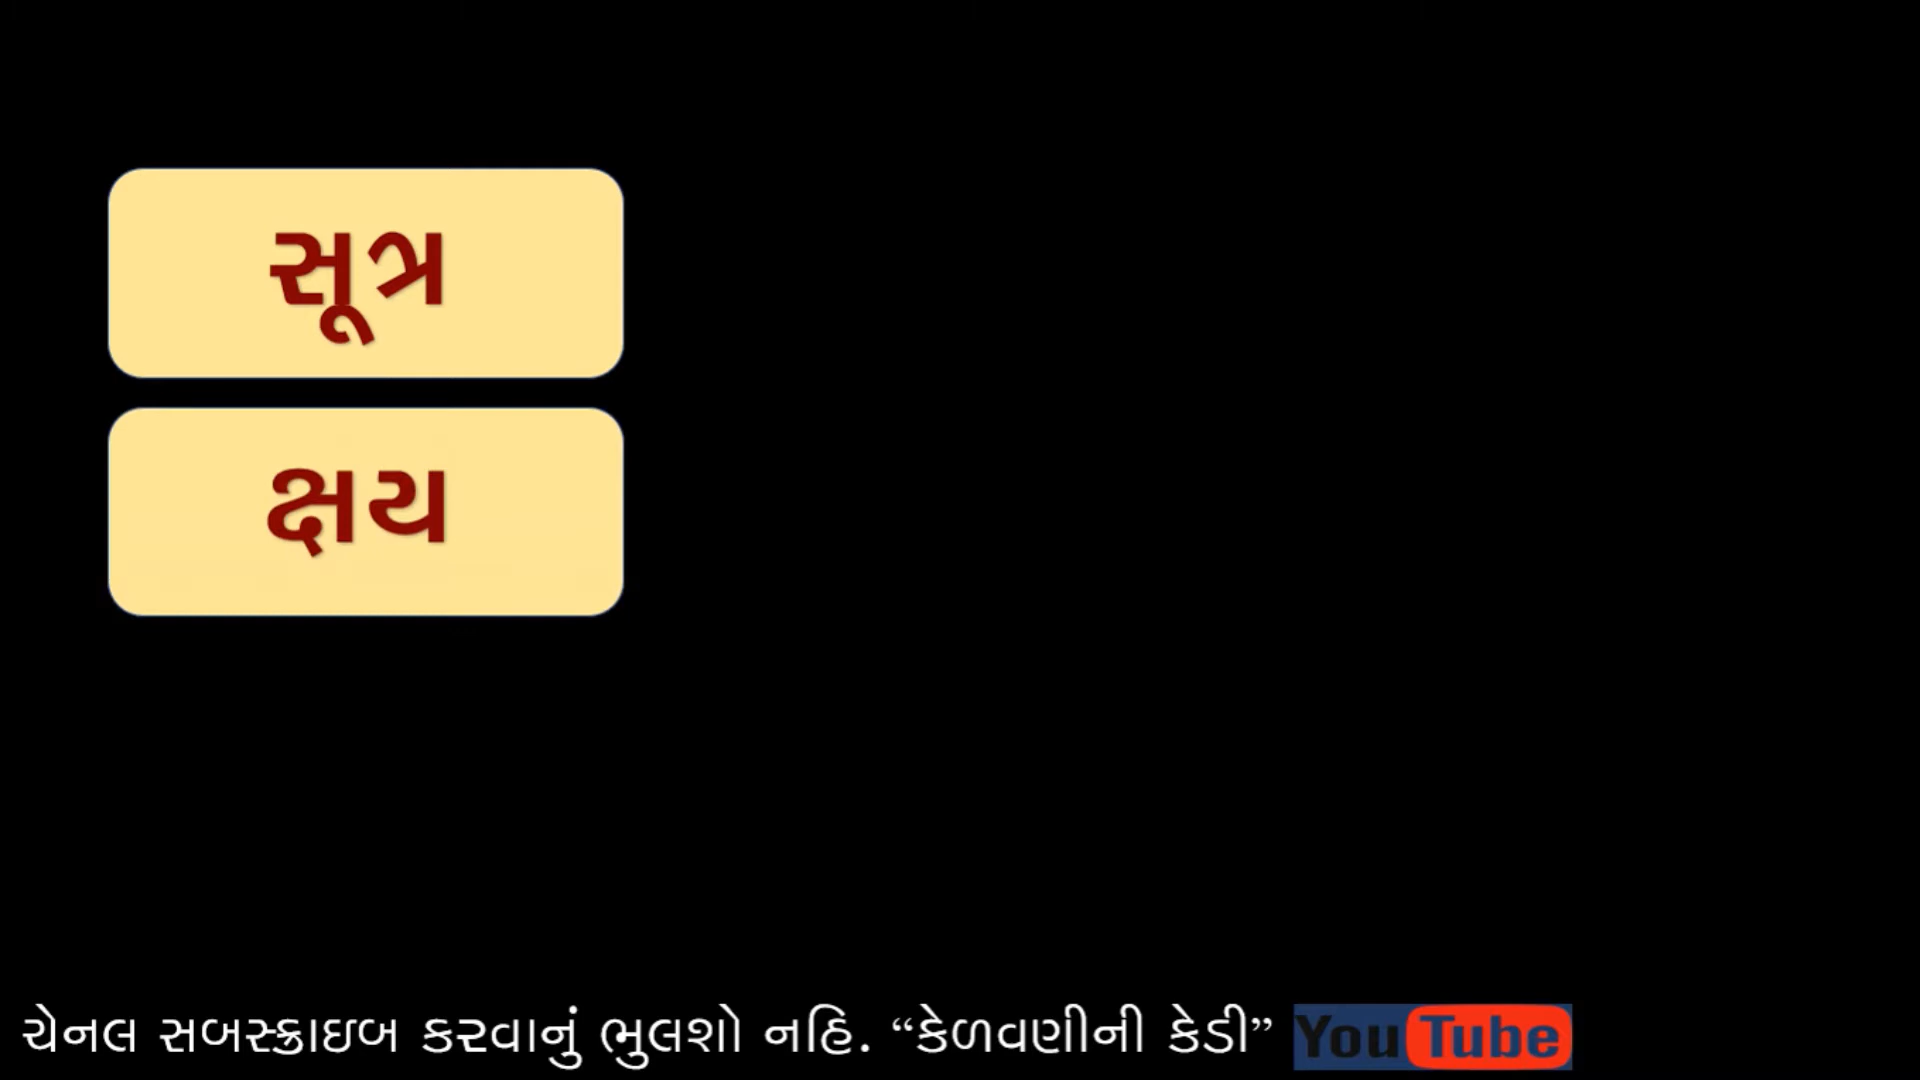 સૂત્ર
ક્ષય
ચેનલ સબસ્ક્રાઇબ કરવાનું ભુલશો નહિ. “કેળવણીની કેડી” YouTube